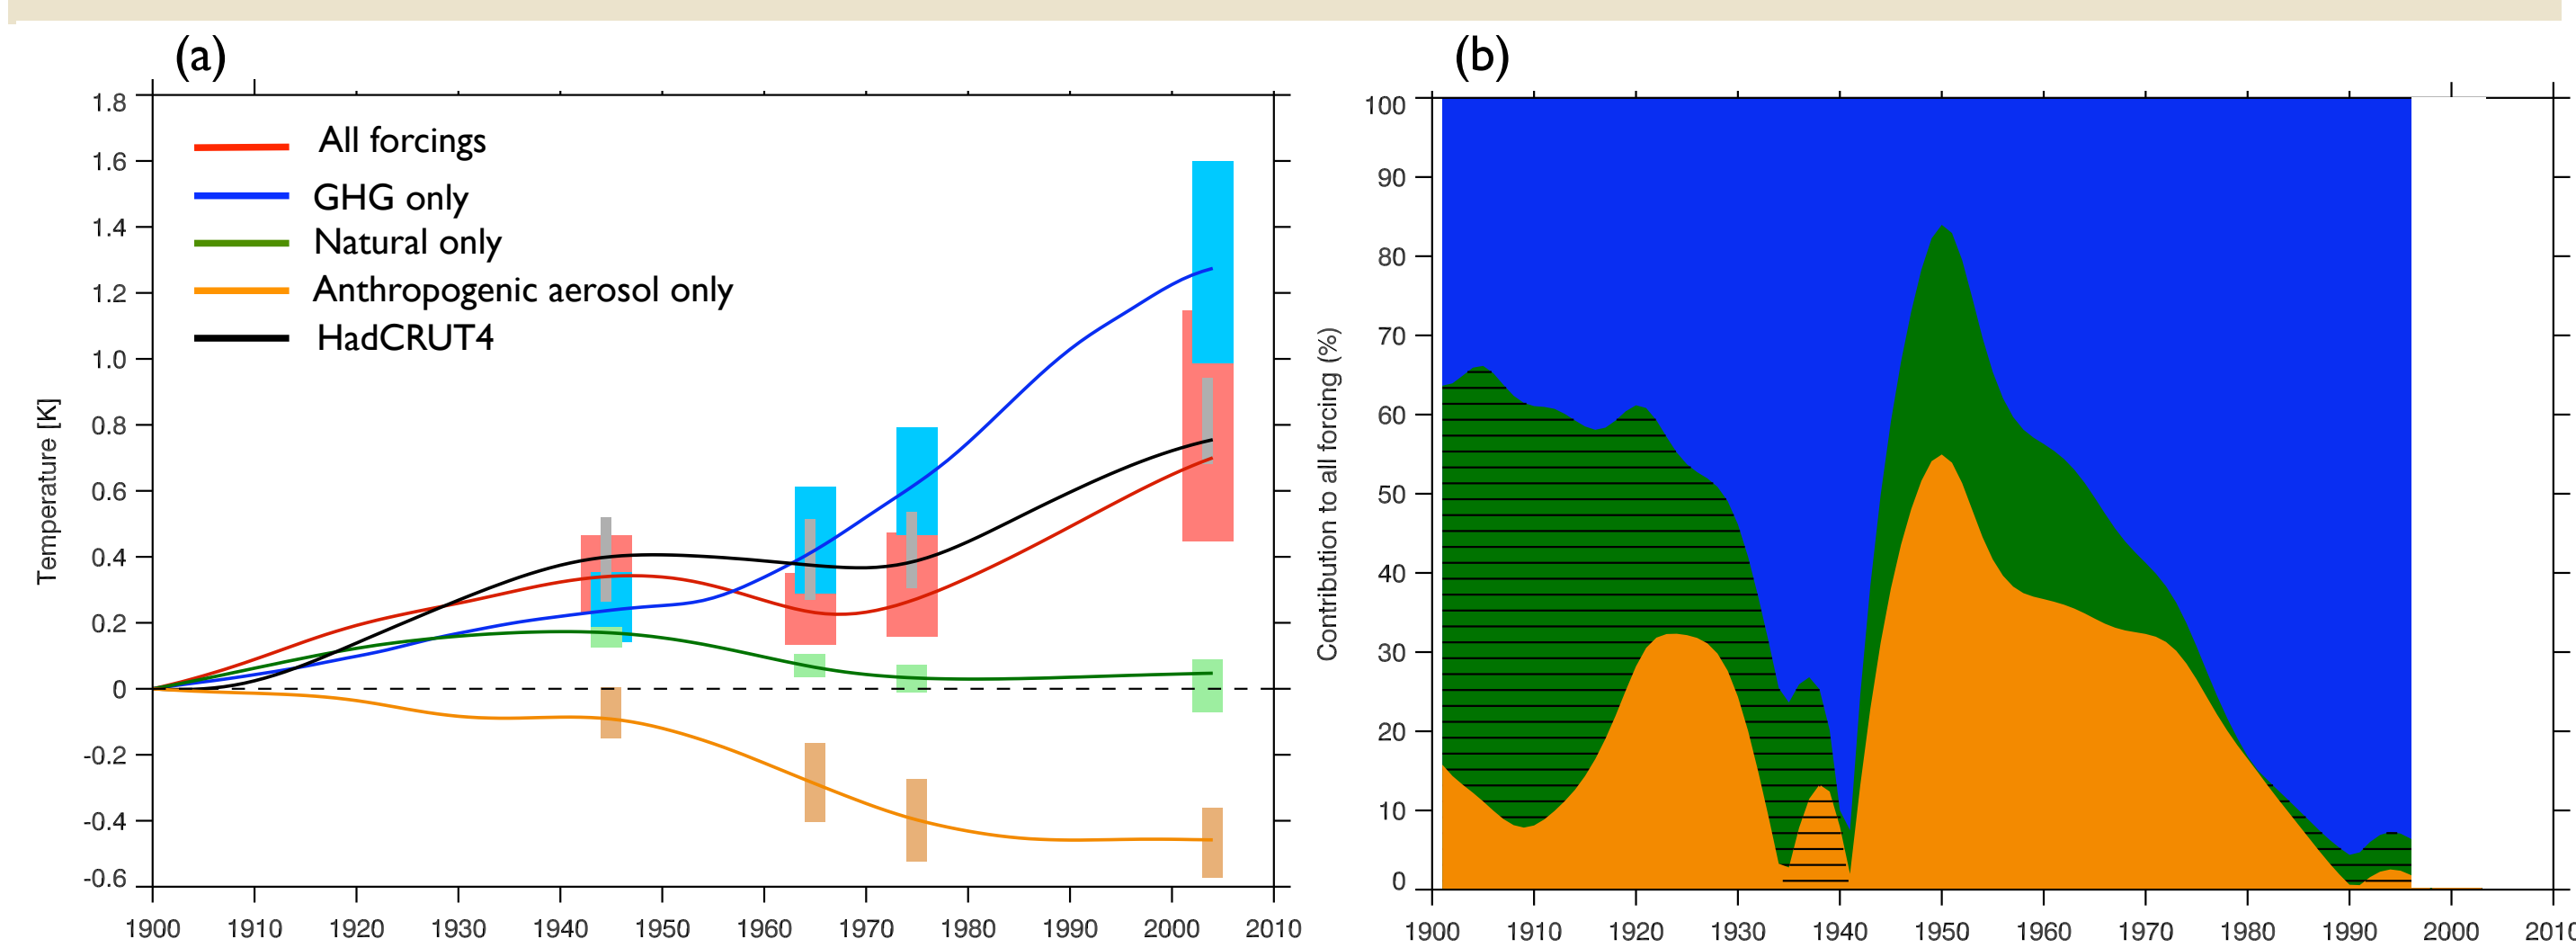 (a)
(b)
1.8
1.6
1.4
1.2
1.0
0.8
0.6
0.4
0.2
0
-0.2
-0.4
-0.6
Temperature [K]
All forcings
GHG only
Natural only
Anthropogenic aerosol only
HadCRUT4
1900 1910 1920 1930 1940 1950 1960 1970 1980 1990 2000 2010
100
90
80
70
60
50
40
30
20
10
0
Contribution to all forcing (%)
1900 1910 1920 1930 1940 1950 1960 1970 1980 1990 2000 2010